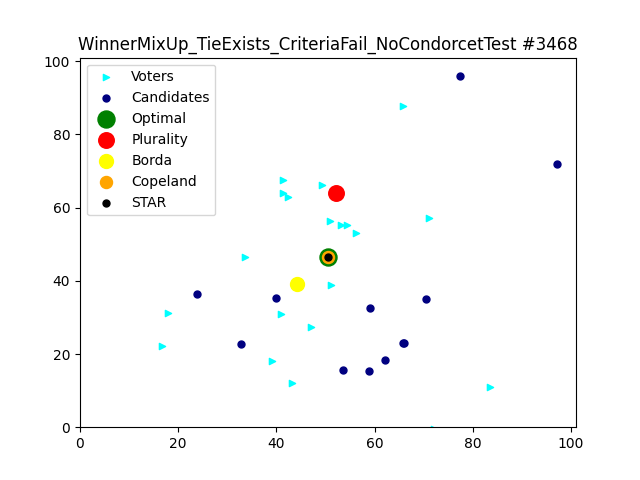 WinnerMixUp_TieExists_CriteriaFail_NoCondorcetTest #3468
100
80
60
40
20
0
Voters
Candidates
Optimal
Plurality
Borda
Copeland
STAR
0 20 40 60 80 100